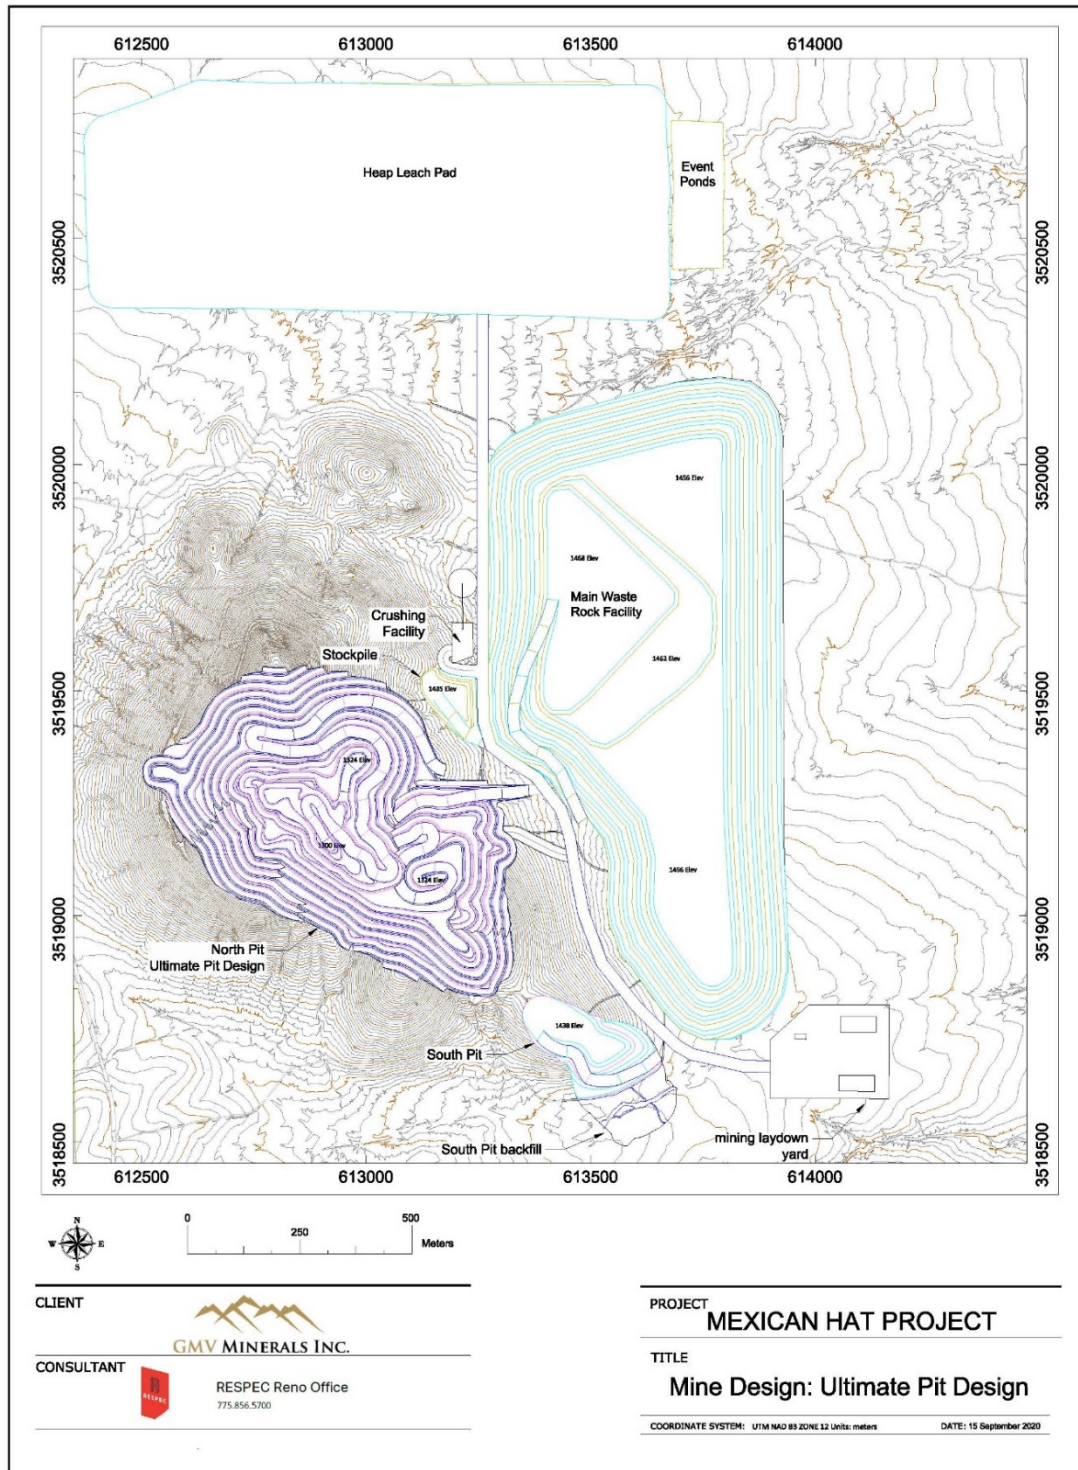 612500 613000 613500 614000
Heap Leach Pad
Event
Ponds
3520500
3520500
3520000
3520000
1456 Elev
1468 Elev
Main Waste
Rock Facility
Crushing
Facility
Stockpile
1462 Elev
1435 Elev
3519500
3519500
1324 Elev
1300 Elev
1324 Elev
1456 Elev
3519000
3519000
North Pit
Ultimate Pit Design
1438 Elev
South Pit
South Pit backfill
mining laydown
yard
3518500
3518500
612500 613000 613500 614000
N
W E
S
0 250 500
Meters
CLIENT
GMV MINERALS INC.
CONSULTANT
RESPEC
RESPEC Reno Office
775.856.5700
PROJECT
MEXICAN HAT PROJECT
TITLE
Mine Design: Ultimate Pit Design
COORDINATE SYSTEM: UTM NAD 83 ZONE 12 Units: meters DATE: 15 September 2020